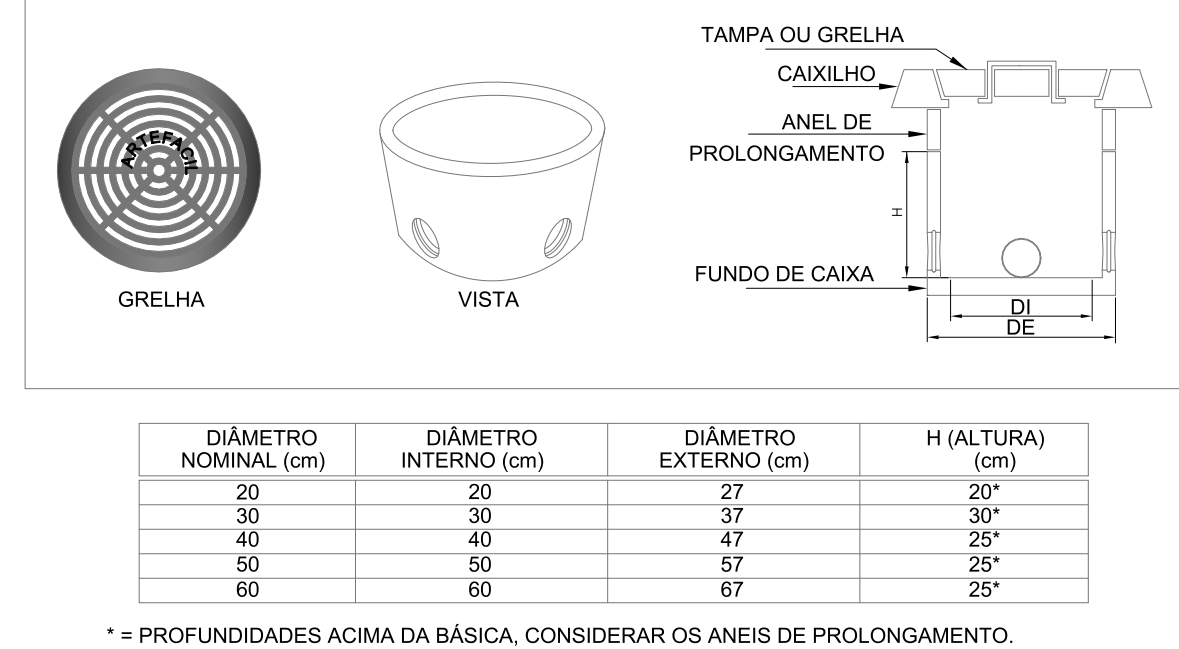 ARTEFACIL
GRELHA
VISTA
TAMPA OU GRELHA
CAIXILHO
ANEL DE
PROLONGAMENTO
H
FUNDO DE CAIXA
DI
DE
DIÂMETRO NOMINAL (cm)
DIÂMETRO INTERNO (cm)
DIÂMETRO EXTERNO (cm)
H (ALTURA) (cm)
20 20 27 20*
30 30 37 30*
40 40 47 25*
50 50 57 25*
60 60 67 25*
* = PROFUNDIDADES ACIMA DA BÁSICA, CONSIDERAR OS ANEIS DE PROLONGAMENTO.